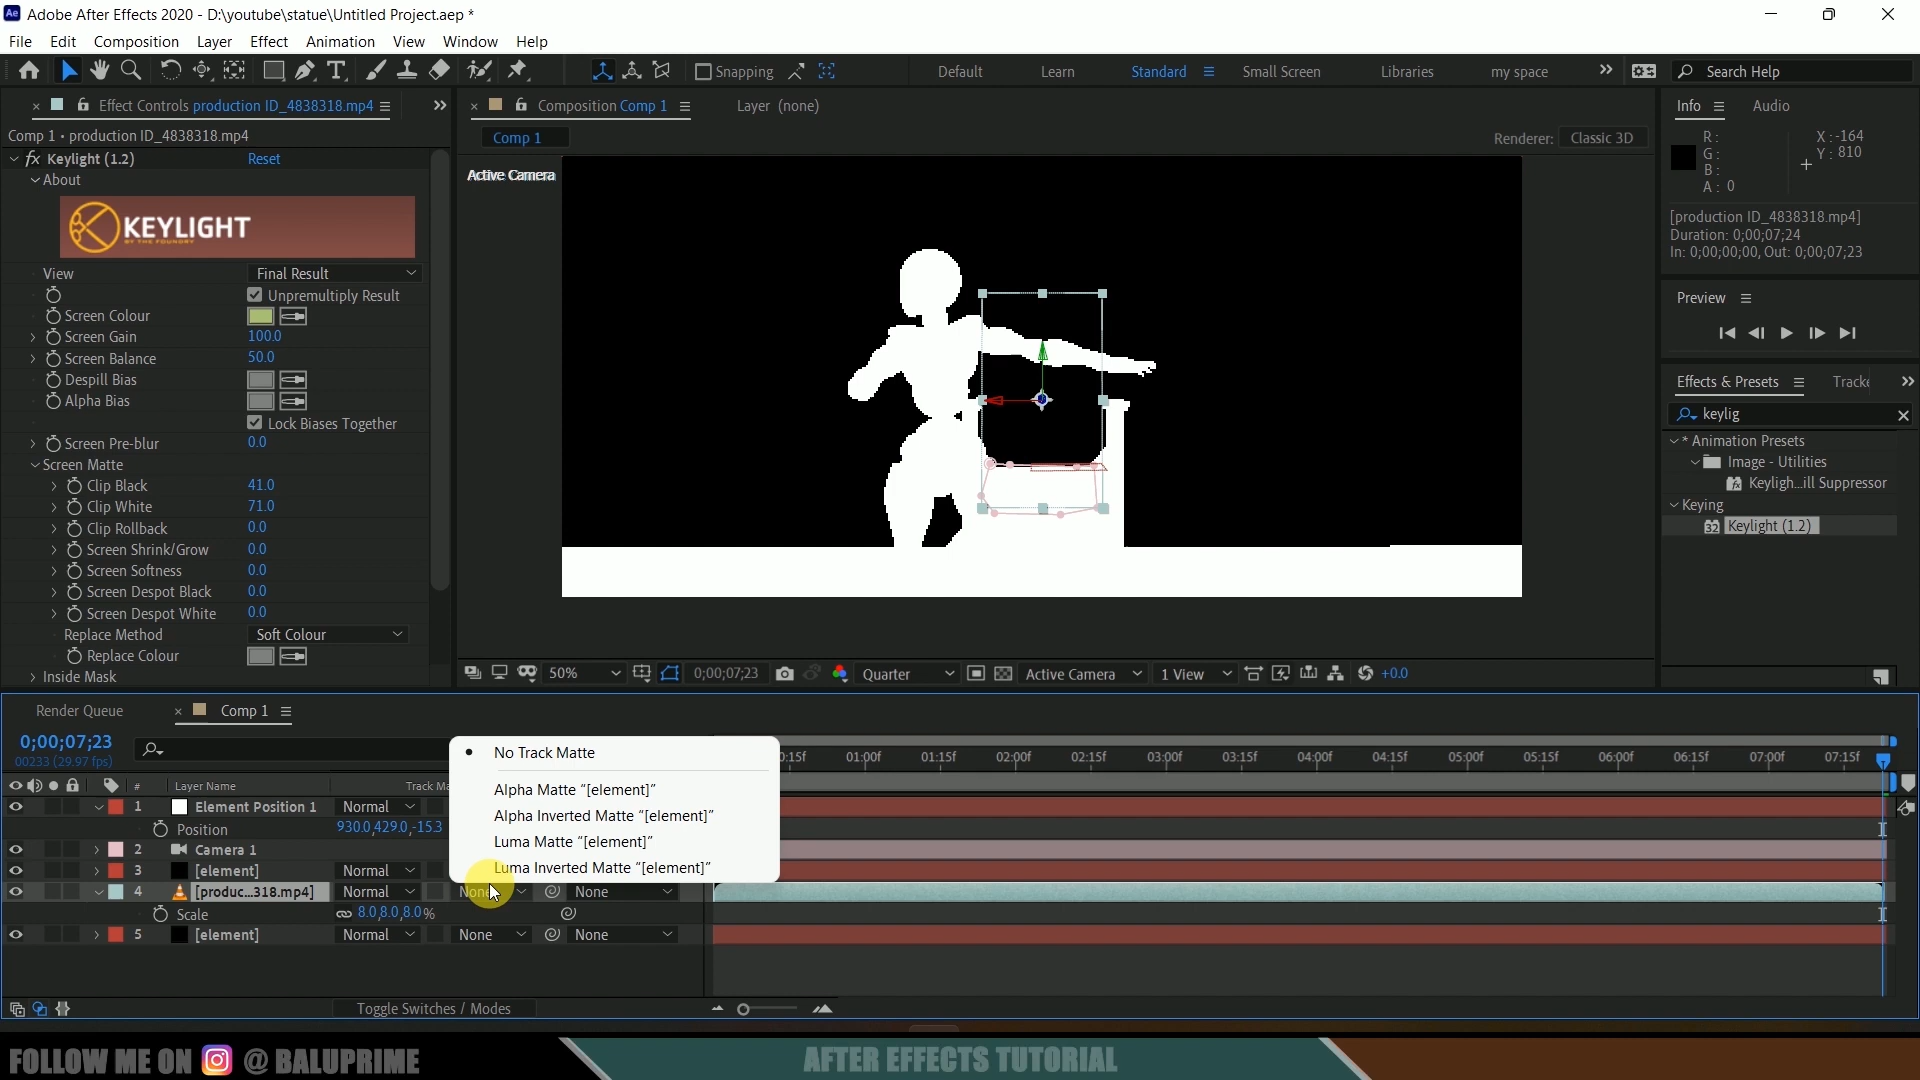 Ae Adobe After Effects 2020 - D:\youtube\statue\Untitled Project.aep *
File Edit Composition Layer Effect Animation View Window Help
Snapping Default Learn Standard Small Screen Libraries my space Search Help
Effect Controls production ID_4838318.mp4
Composition Comp 1
Layer (none)
Info Audio
Comp 1 • production ID_4838318.mp4
Comp 1
Renderer: Classic 3D
fx Keylight (1.2) Reset
About
KEYLIGHT
BY THE FOUNDRY
View Final Result
Unpremultiply Result
Screen Colour
Screen Gain 100.0
Screen Balance 50.0
Despill Bias
Alpha Bias
Lock Biases Together
Screen Pre-blur 0.0
Screen Matte
Clip Black 41.0
Clip White 71.0
Clip Rollback 0.0
Screen Shrink/Grow 0.0
Screen Softness 0.0
Screen Despot Black 0.0
Screen Despot White 0.0
Replace Method Soft Colour
Replace Colour
Inside Mask
Active Camera
50% 0;00;07;23 Quarter Active Camera 1 View +0.0
R: X:-164
G: Y: 810
B:
A: 0
[production ID_4838318.mp4]
Duration: 0;00;07;24
In: 0;00;00;00, Out: 0;00;07;23
Preview
Effects & Presets
keylig
* Animation Presets
Image - Utilities
Keyligh...ill Suppressor
Keying
32 Keylight (1.2)
Render Queue Comp 1
0;00;07;23
00233 (29.97 fps)
# Layer Name
:15f 01:00f 01:15f 02:00f 02:15f 03:00f 03:15f 04:00f 04:15f 05:00f 05:15f 06:00f 06:15f 07:00f 07:15f
No Track Matte
Alpha Matte “[element]”
Alpha Inverted Matte “[element]”
Luma Matte “[element]”
Luma Inverted Matte “[element]”
1 Element Position 1 Normal
Position 930.0,429.0,-15.3
2 Camera 1
3 [element] Normal
4 [produc...318.mp4] Normal None None
Scale 8.0,8.0,8.0%
5 [element] Normal None None
Toggle Switches / Modes
FOLLOW ME ON @ BALUPRIME
AFTER EFFECTS TUTORIAL